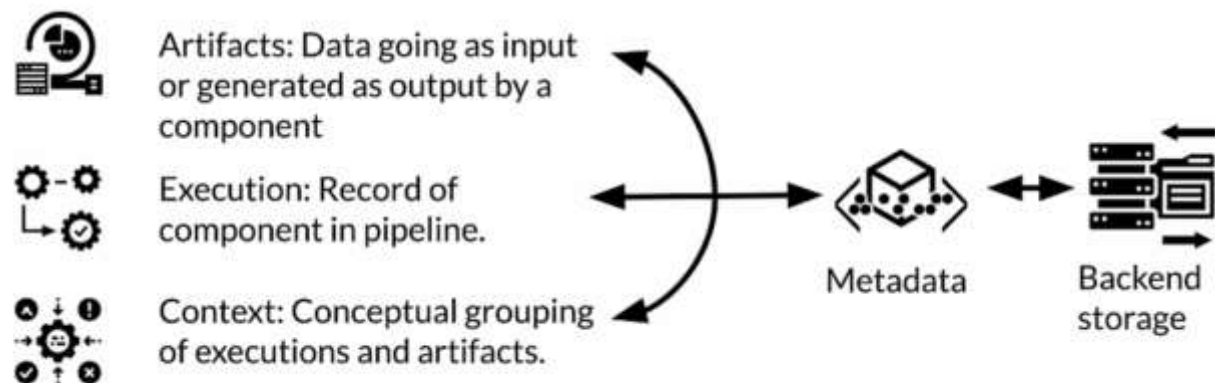 Artifacts: Data going as input
or generated as output by a
component
Execution: Record of
component in pipeline.
Context: Conceptual grouping
of executions and artifacts.
Metadata
Backend
storage